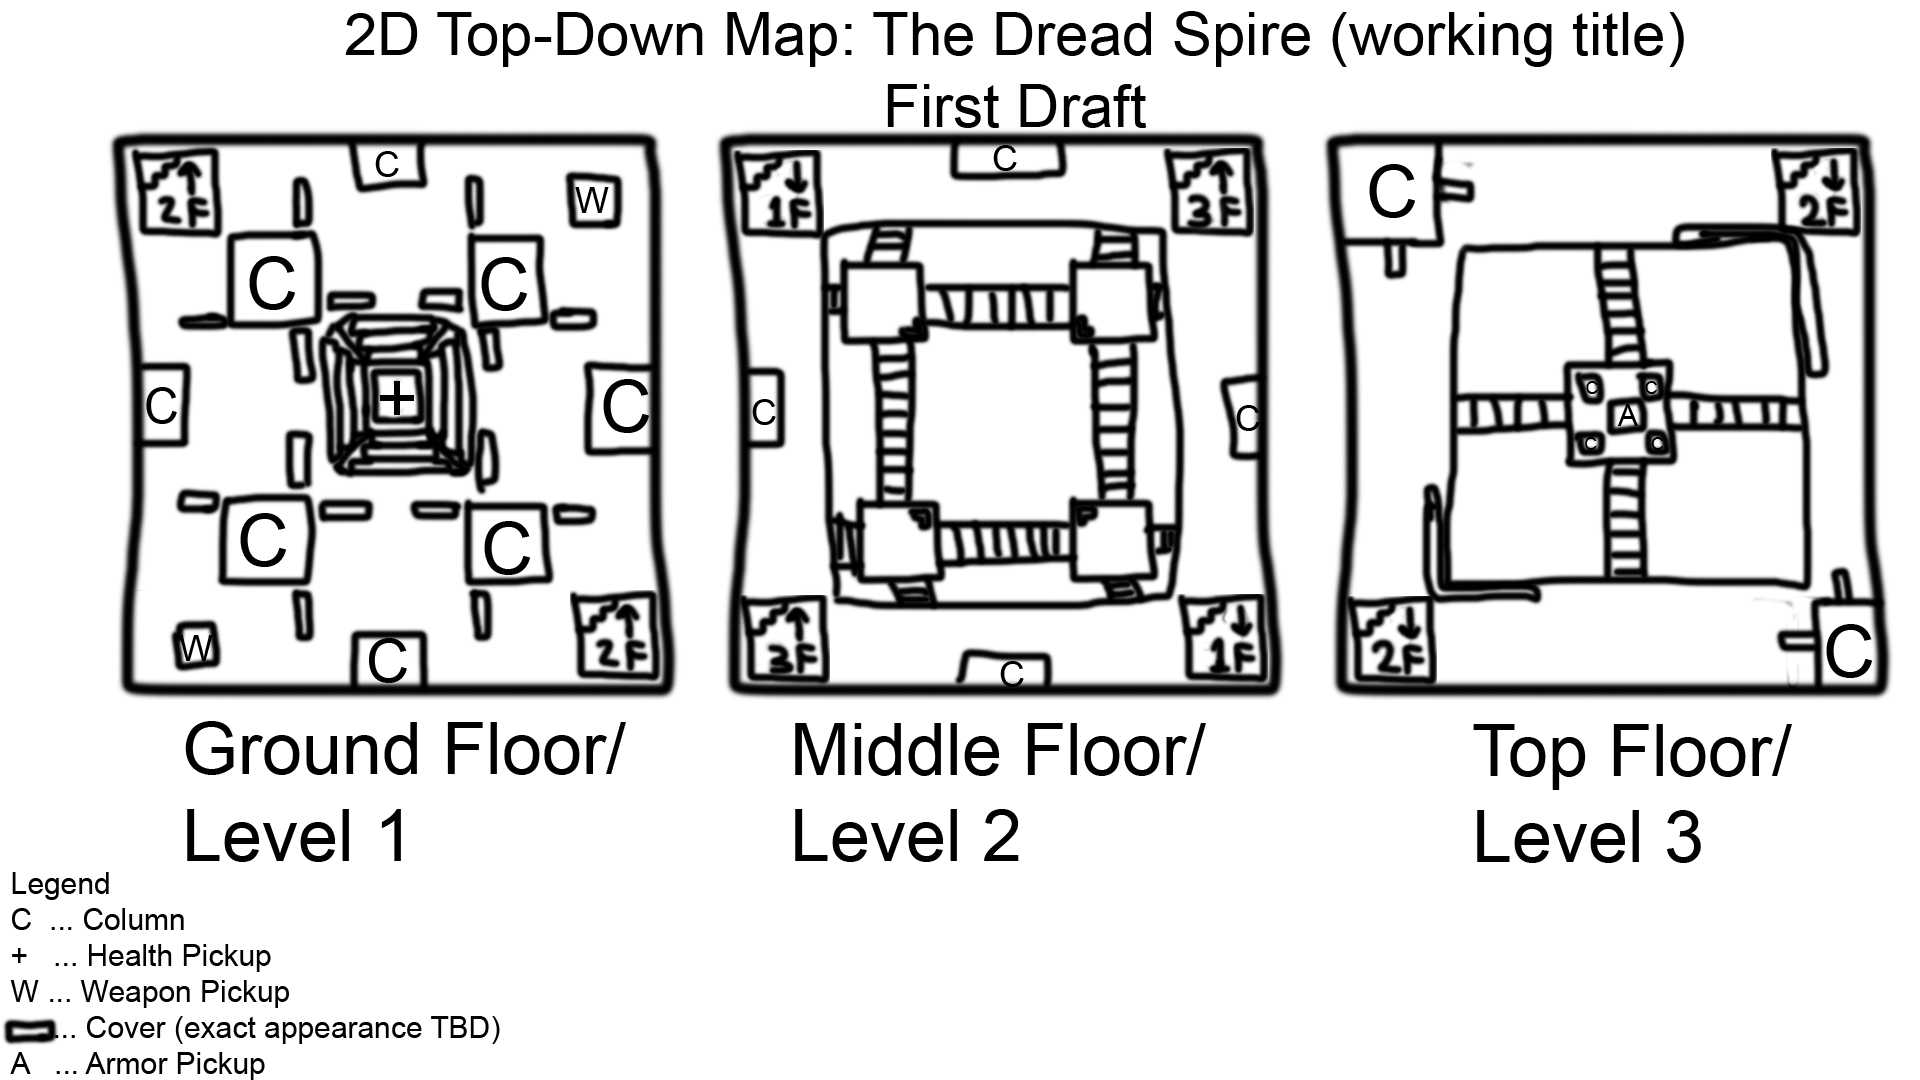 2D Top-Down Map: The Dread Spire (working title)
First Draft
C
2F
W
C
C
C
+
C
C
C
W
C
2F
C
1F
C
3F
C
C
3F
C
1F
C
2F
C
C
A
C
C
2F
C
Ground Floor/
Level 1
Middle Floor/
Level 2
Top Floor/
Level 3
Legend
C ... Column
+ ... Health Pickup
W ... Weapon Pickup
... Cover (exact appearance TBD)
A ... Armor Pickup